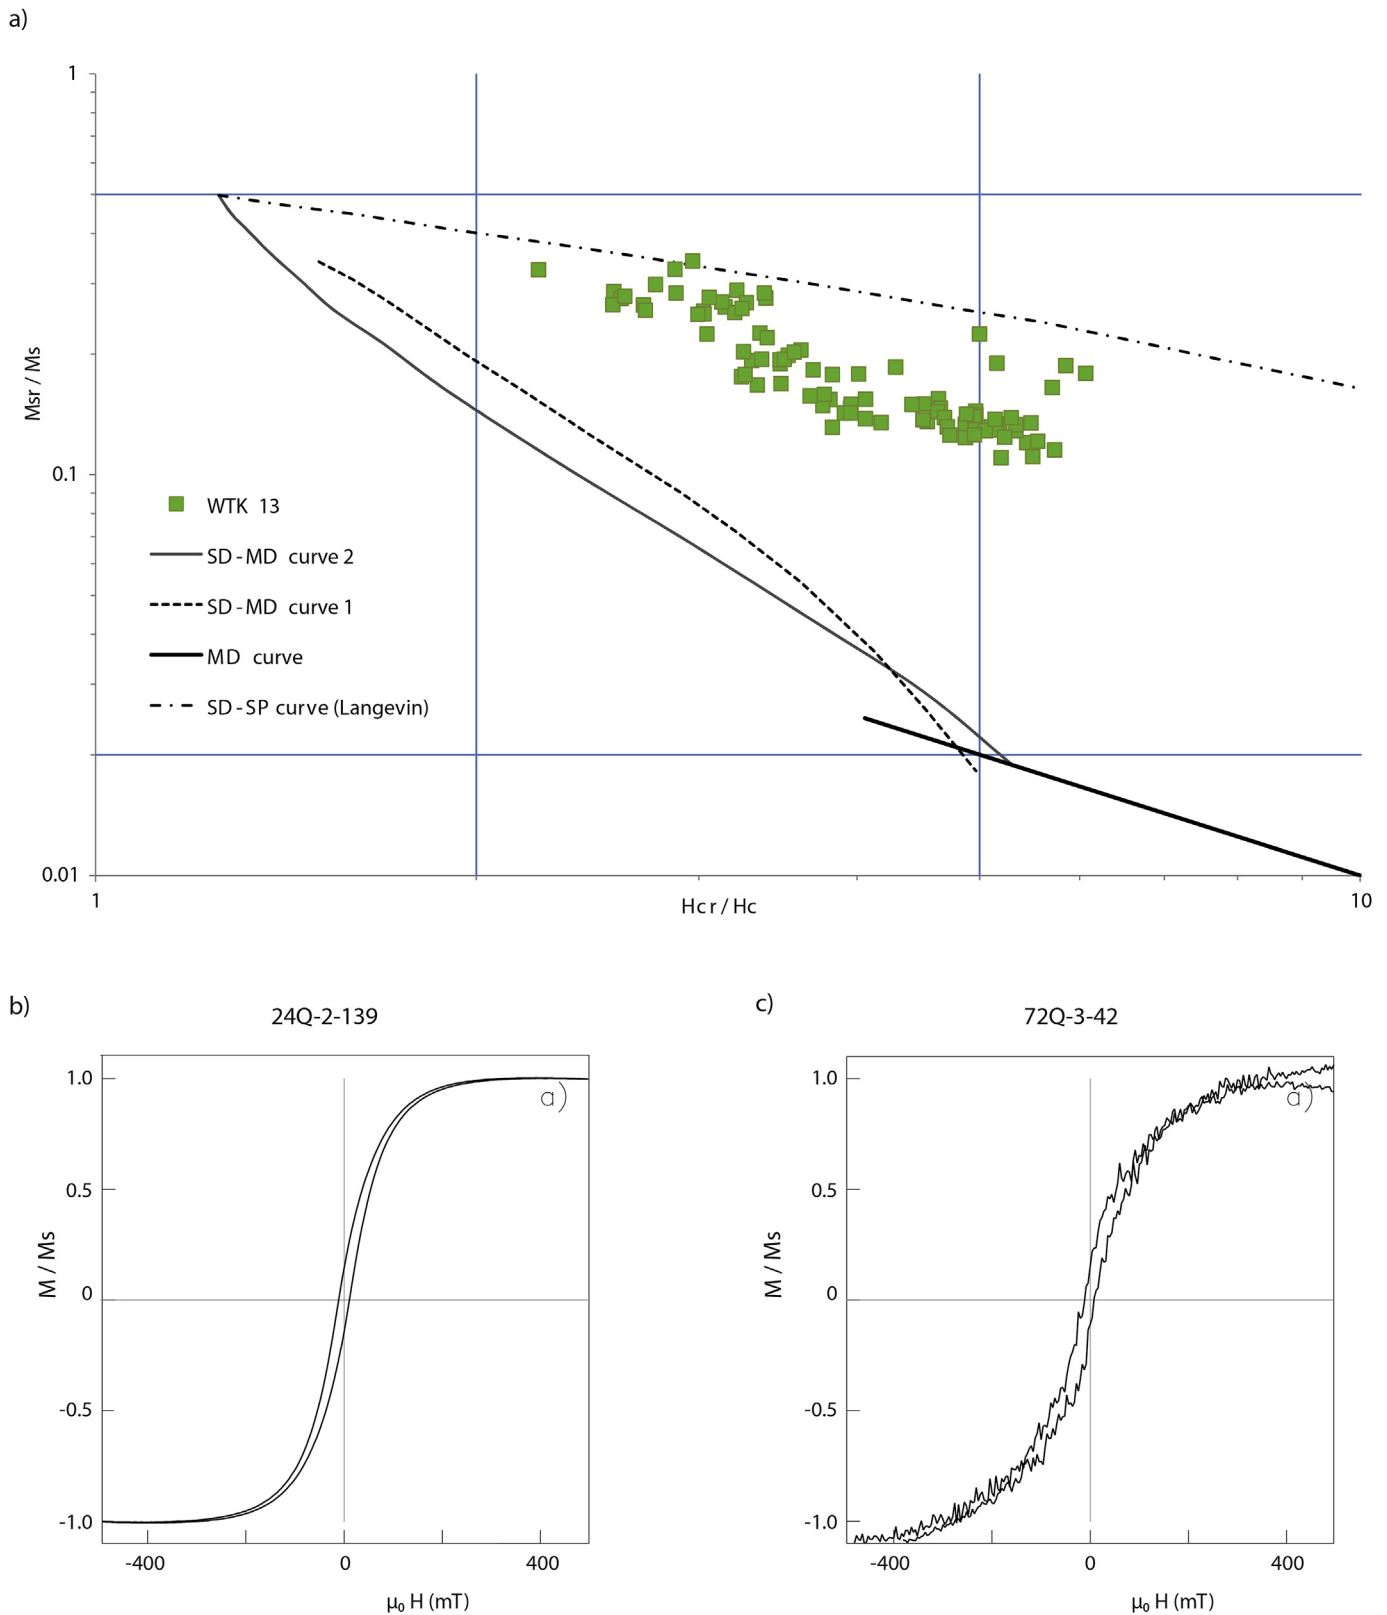 a)
1
Msr / Ms
0.1
WTK 13
SD-MD curve 2
SD-MD curve 1
MD curve
SD-SP curve (Langevin)
0.01
1
Hcr / Hc
10
b)
24Q-2-139
1.0
a)
0.5
M / Ms
0
-0.5
-1.0
-400
0
400
μ₀ H (mT)
c)
72Q-3-42
1.0
a)
0.5
M / Ms
0
-0.5
-1.0
-400
0
400
μ₀ H (mT)